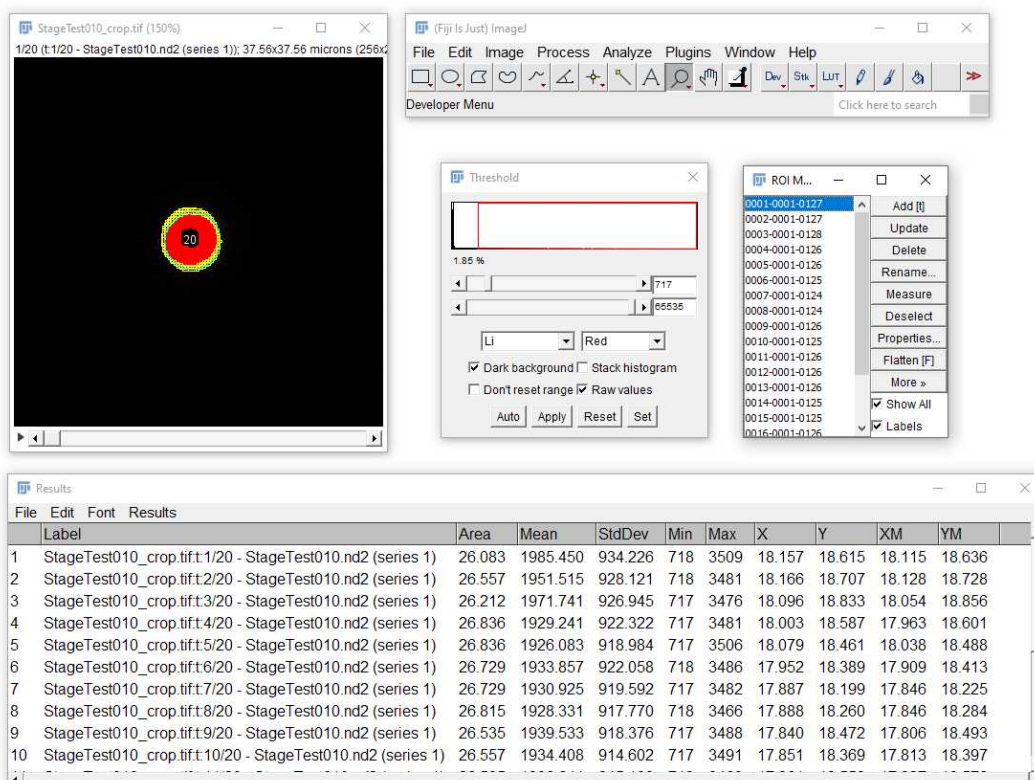 StageTest010_crop.tif (150%)
1/20 (t:1/20 - StageTest010.nd2 (series 1)); 37.56x37.56 microns (256x2
20
(Fiji Is Just) ImageJ
File Edit Image Process Analyze Plugins Window Help
Dev Stk LUT
Developer Menu
Click here to search
Threshold
1.85 %
717
65535
Li
Red
Dark background
Stack histogram
Don't reset range
Raw values
Auto Apply Reset Set
ROI M...
0001-0001-0127
0002-0001-0127
0003-0001-0128
0004-0001-0126
0005-0001-0126
0006-0001-0125
0007-0001-0124
0008-0001-0124
0009-0001-0126
0010-0001-0125
0011-0001-0126
0012-0001-0126
0013-0001-0126
0014-0001-0125
0015-0001-0125
0016-0001-0126
Add [t]
Update
Delete
Rename...
Measure
Deselect
Properties...
Flatten [F]
More »
Show All
Labels
Results
File Edit Font Results
Label Area Mean StdDev Min Max X Y XM YM
1 StageTest010_crop.tif:t:1/20 - StageTest010.nd2 (series 1) 26.083 1985.450 934.226 718 3509 18.157 18.615 18.115 18.636
2 StageTest010_crop.tif:t:2/20 - StageTest010.nd2 (series 1) 26.557 1951.515 928.121 718 3481 18.166 18.707 18.128 18.728
3 StageTest010_crop.tif:t:3/20 - StageTest010.nd2 (series 1) 26.212 1971.741 926.945 717 3476 18.096 18.833 18.054 18.856
4 StageTest010_crop.tif:t:4/20 - StageTest010.nd2 (series 1) 26.836 1929.241 922.322 717 3481 18.003 18.587 17.963 18.601
5 StageTest010_crop.tif:t:5/20 - StageTest010.nd2 (series 1) 26.836 1926.083 918.984 717 3506 18.079 18.461 18.038 18.488
6 StageTest010_crop.tif:t:6/20 - StageTest010.nd2 (series 1) 26.729 1933.857 922.058 718 3486 17.952 18.389 17.909 18.413
7 StageTest010_crop.tif:t:7/20 - StageTest010.nd2 (series 1) 26.729 1930.925 919.592 717 3482 17.887 18.199 17.846 18.225
8 StageTest010_crop.tif:t:8/20 - StageTest010.nd2 (series 1) 26.815 1928.331 917.770 718 3466 17.888 18.260 17.846 18.284
9 StageTest010_crop.tif:t:9/20 - StageTest010.nd2 (series 1) 26.535 1939.533 918.376 717 3488 17.840 18.472 17.806 18.493
10 StageTest010_crop.tif:t:10/20 - StageTest010.nd2 (series 1) 26.557 1934.408 914.602 717 3491 17.851 18.369 17.813 18.397